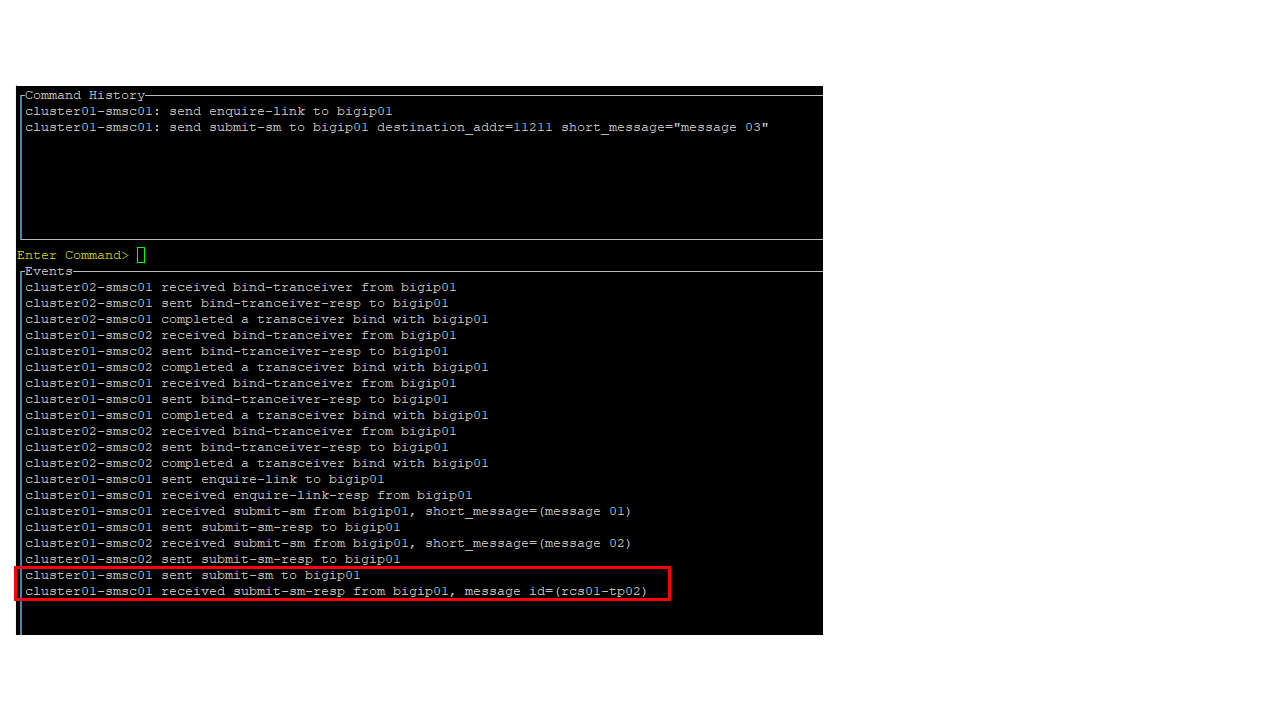 Command History
cluster01-smsc01: send enquire-link to bigip01
cluster01-smsc01: send submit-sm to bigip01 destination_addr=11211 short_message="message 03"
Enter Command>
Events
cluster02-smsc01 received bind-tranceiver from bigip01
cluster02-smsc01 sent bind-tranceiver-resp to bigip01
cluster02-smsc01 completed a transceiver bind with bigip01
cluster01-smsc02 received bind-tranceiver from bigip01
cluster01-smsc02 sent bind-tranceiver-resp to bigip01
cluster01-smsc02 completed a transceiver bind with bigip01
cluster01-smsc01 received bind-tranceiver from bigip01
cluster01-smsc01 sent bind-tranceiver-resp to bigip01
cluster01-smsc01 completed a transceiver bind with bigip01
cluster02-smsc02 received bind-tranceiver from bigip01
cluster02-smsc02 sent bind-tranceiver-resp to bigip01
cluster02-smsc02 completed a transceiver bind with bigip01
cluster01-smsc01 sent enquire-link to bigip01
cluster01-smsc01 received enquire-link-resp from bigip01
cluster01-smsc01 received submit-sm from bigip01, short_message=(message 01)
cluster01-smsc01 sent submit-sm-resp to bigip01
cluster01-smsc02 received submit-sm from bigip01, short_message=(message 02)
cluster01-smsc02 sent submit-sm-resp to bigip01
cluster01-smsc01 sent submit-sm to bigip01
cluster01-smsc01 received submit-sm-resp from bigip01, message id=(rcs01-tp02)